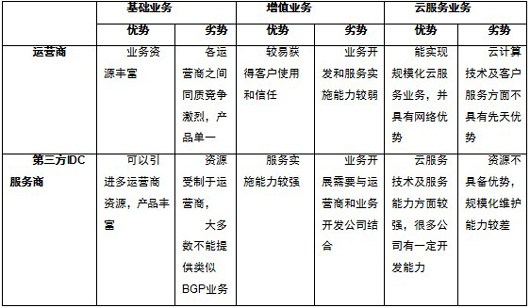 基础业务 增值业务 云服务业务
优势 劣势 优势 劣势 优势 劣势
运营商
业务资
源丰富
各运
营商之间
同质竞争
激烈，产
品单一
较易获
得客户使用
和信任
业务开
发和服务实
施能力较弱
能实现
规模化云服
务业务，并
具有网络优
势
云计算
技术及客户
服务方面不
具有先天优
势
第三方IDC
服务商
可以引
进多运营商
资源，产品丰
富
资源
受制于运
营商，
大多
数不能提
供类似
BGP业务
服务实
施能力较强
业务开
展需要与运
营商和业务
开发公司结
合
云服务
技术及服务
能力方面较
强，很多公
司有一定开
发能力
资源不
具备优势，
规模化维护
能力较差